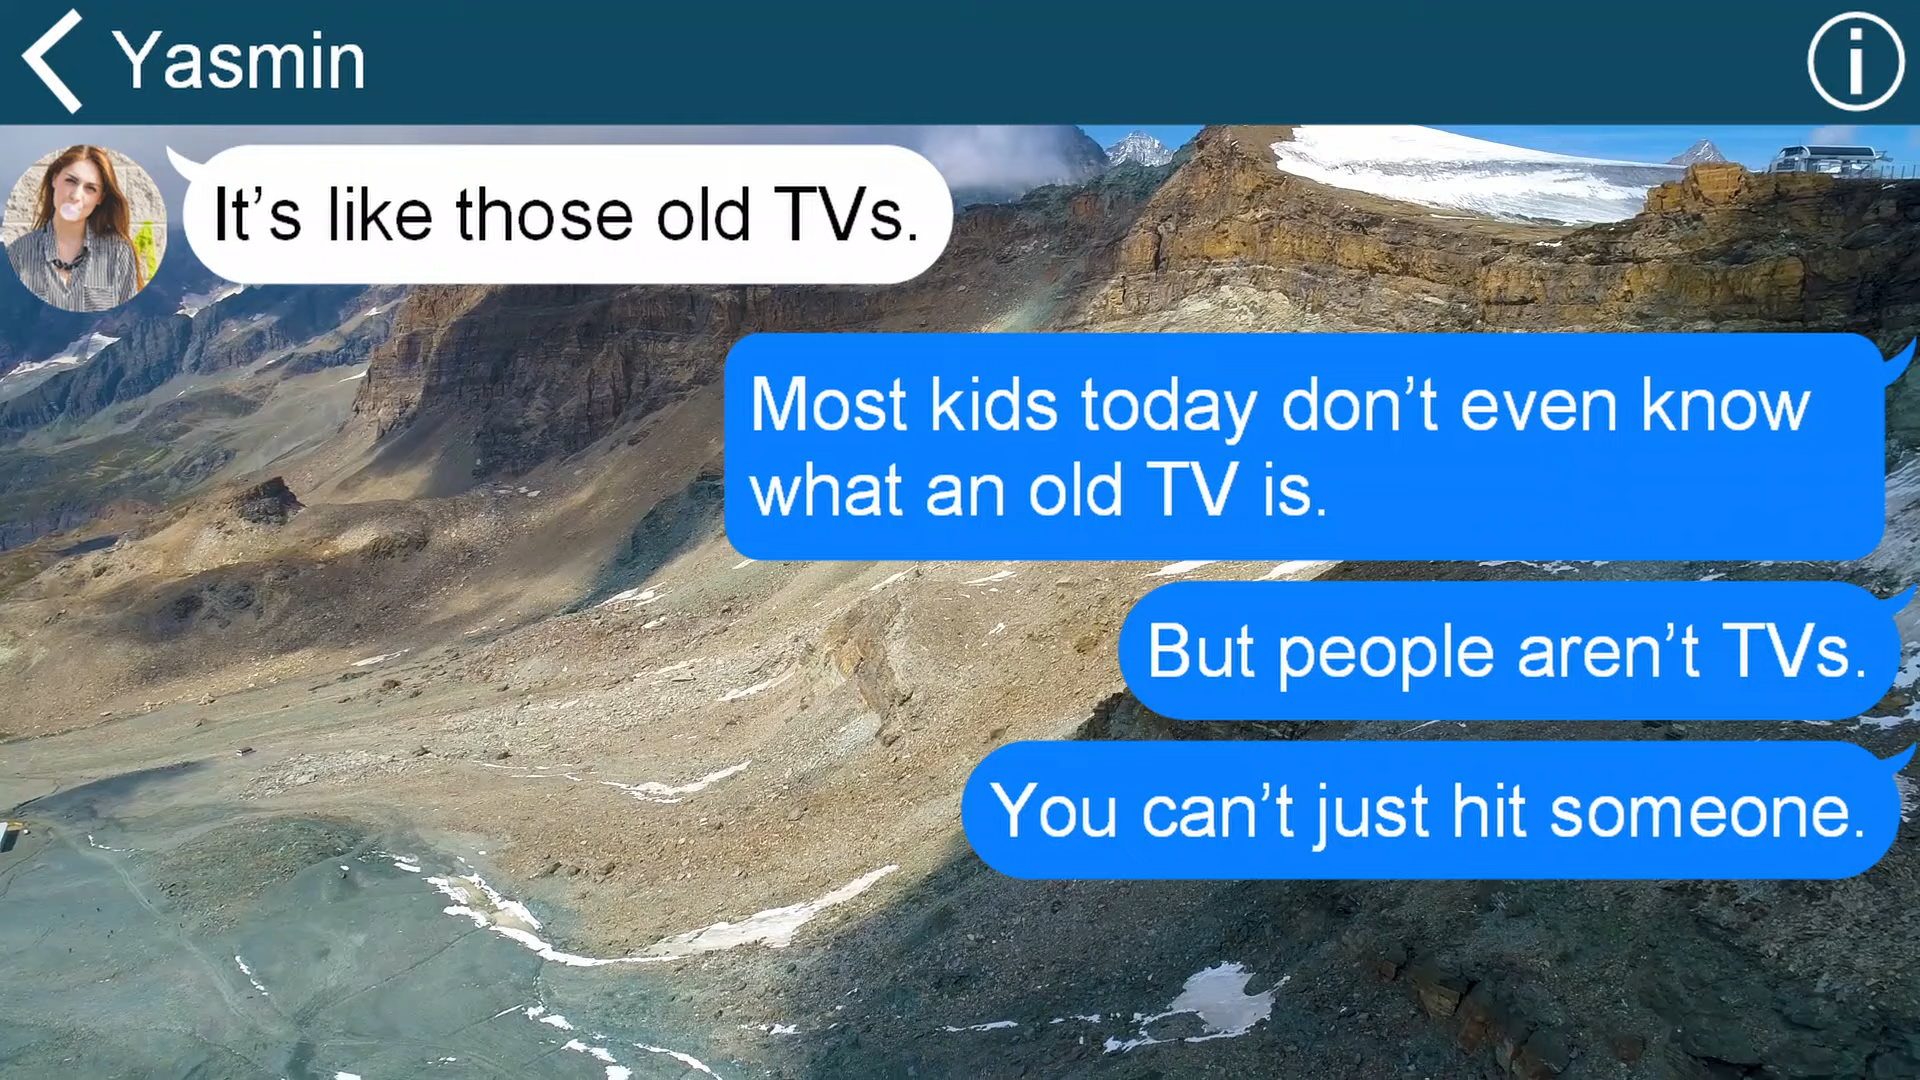 Yasmin
It’s like those old TVs.
Most kids today don’t even know
what an old TV is.
But people aren’t TVs.
You can’t just hit someone.